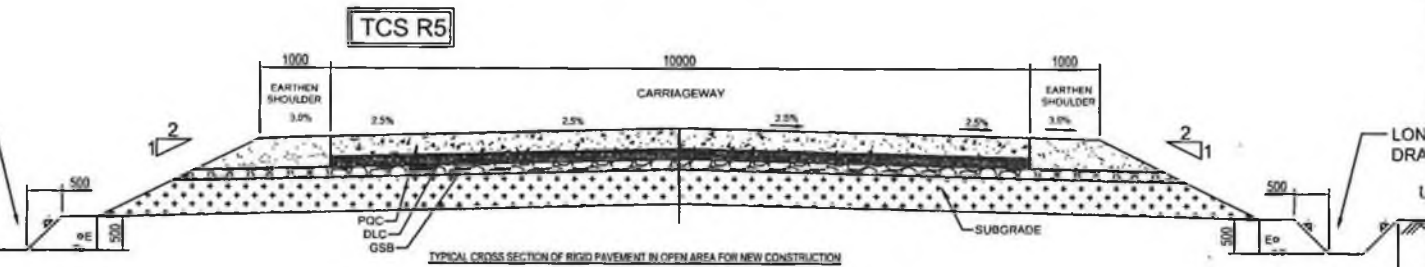 TCS R5
1000
10000
1000
EARTHEN
SHOULDER
CARRIAGEWAY
EARTHEN
SHOULDER
3.0%
2.5%
2.5%
2.5%
2.5%
3.0%
2
1
2
1
LON
DRA
500
500
PQC
DLC
GSB
SUBGRADE
500
500
TYPICAL CROSS SECTION OF RIGID PAVEMENT IN OPEN AREA FOR NEW CONSTRUCTION